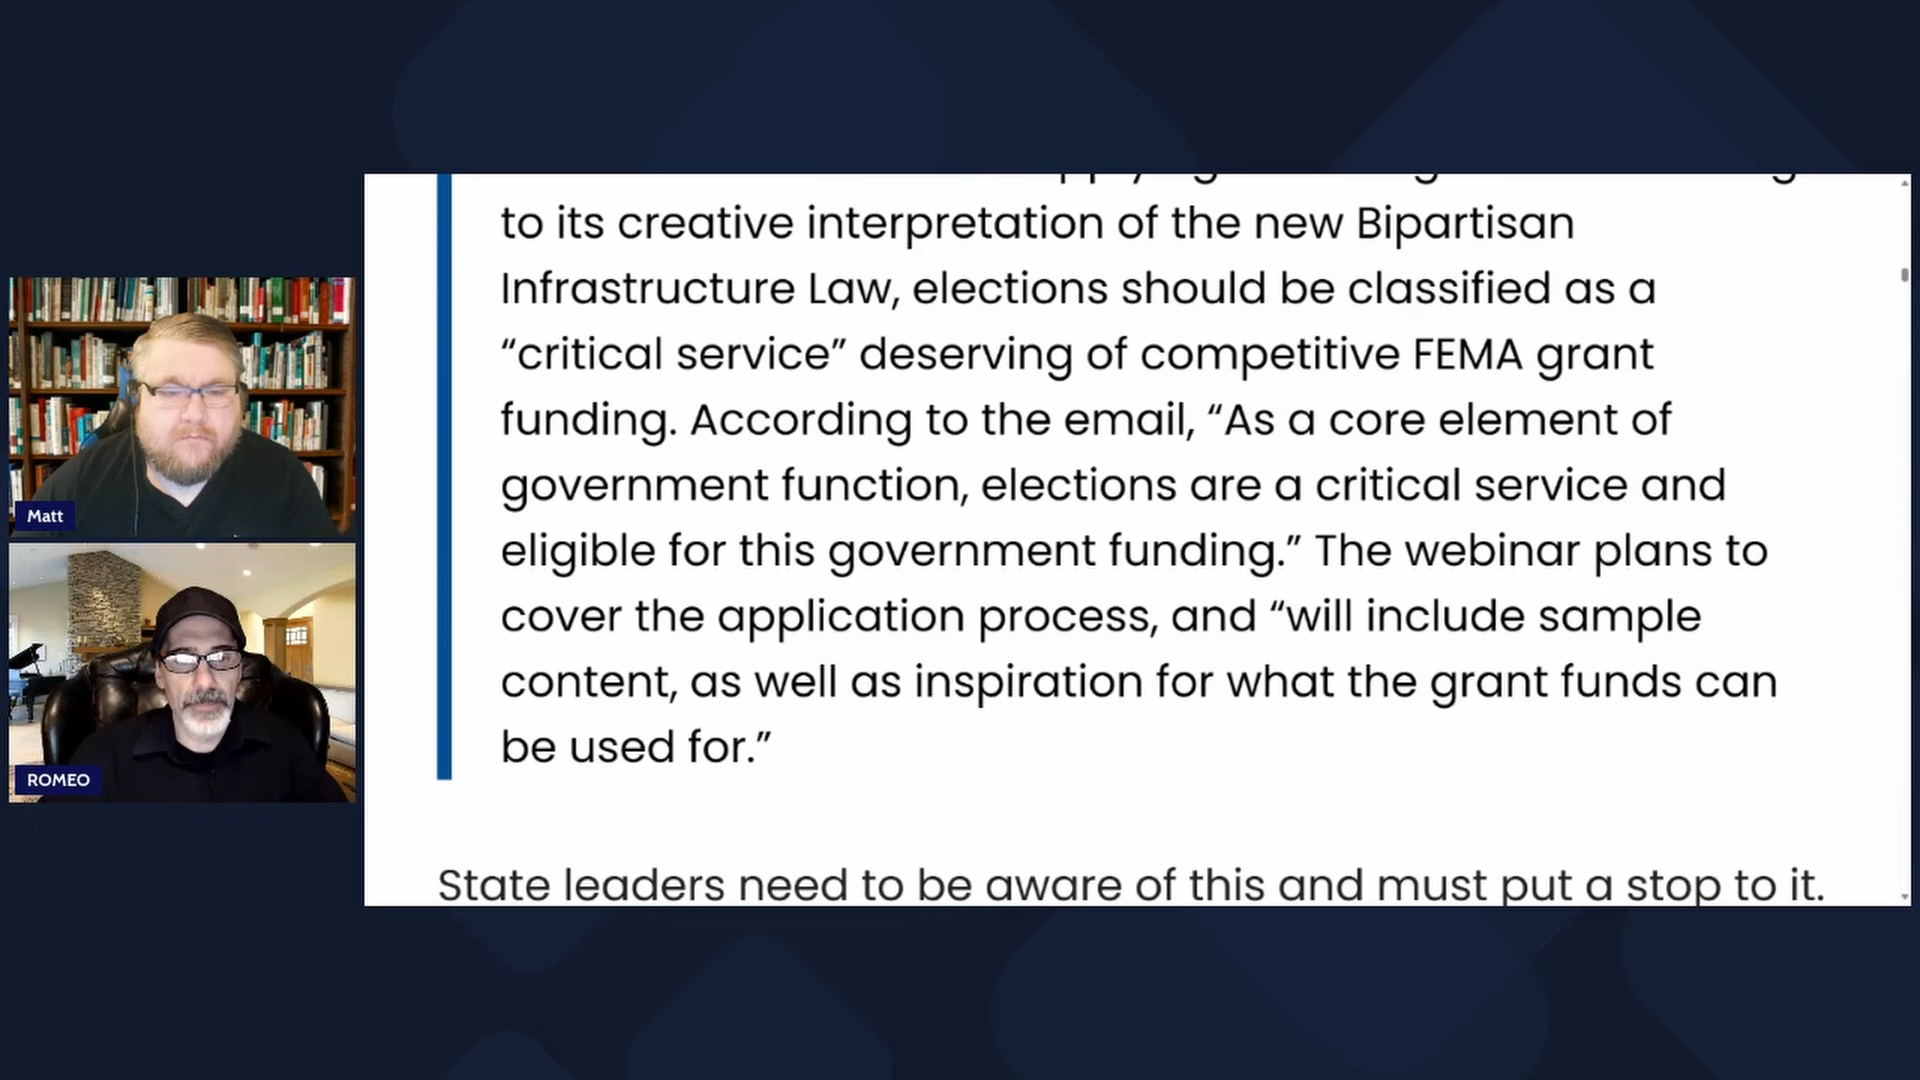 to its creative interpretation of the new Bipartisan
Infrastructure Law, elections should be classified as a
“critical service” deserving of competitive FEMA grant
funding. According to the email, “As a core element of
government function, elections are a critical service and
eligible for this government funding.” The webinar plans to
cover the application process, and “will include sample
content, as well as inspiration for what the grant funds can
be used for.”
State leaders need to be aware of this and must put a stop to it.
Matt
ROMEO